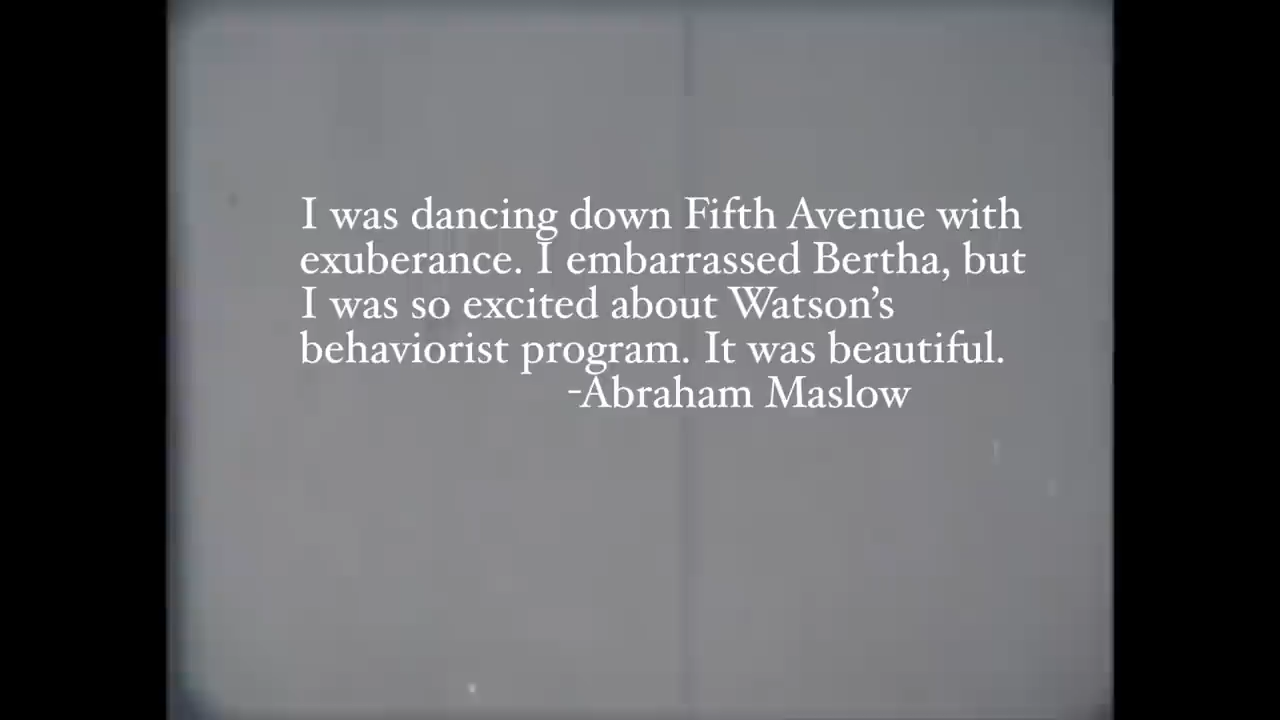 I was dancing down Fifth Avenue with
exuberance. I embarrassed Bertha, but
I was so excited about Watson’s
behaviorist program. It was beautiful.
-Abraham Maslow